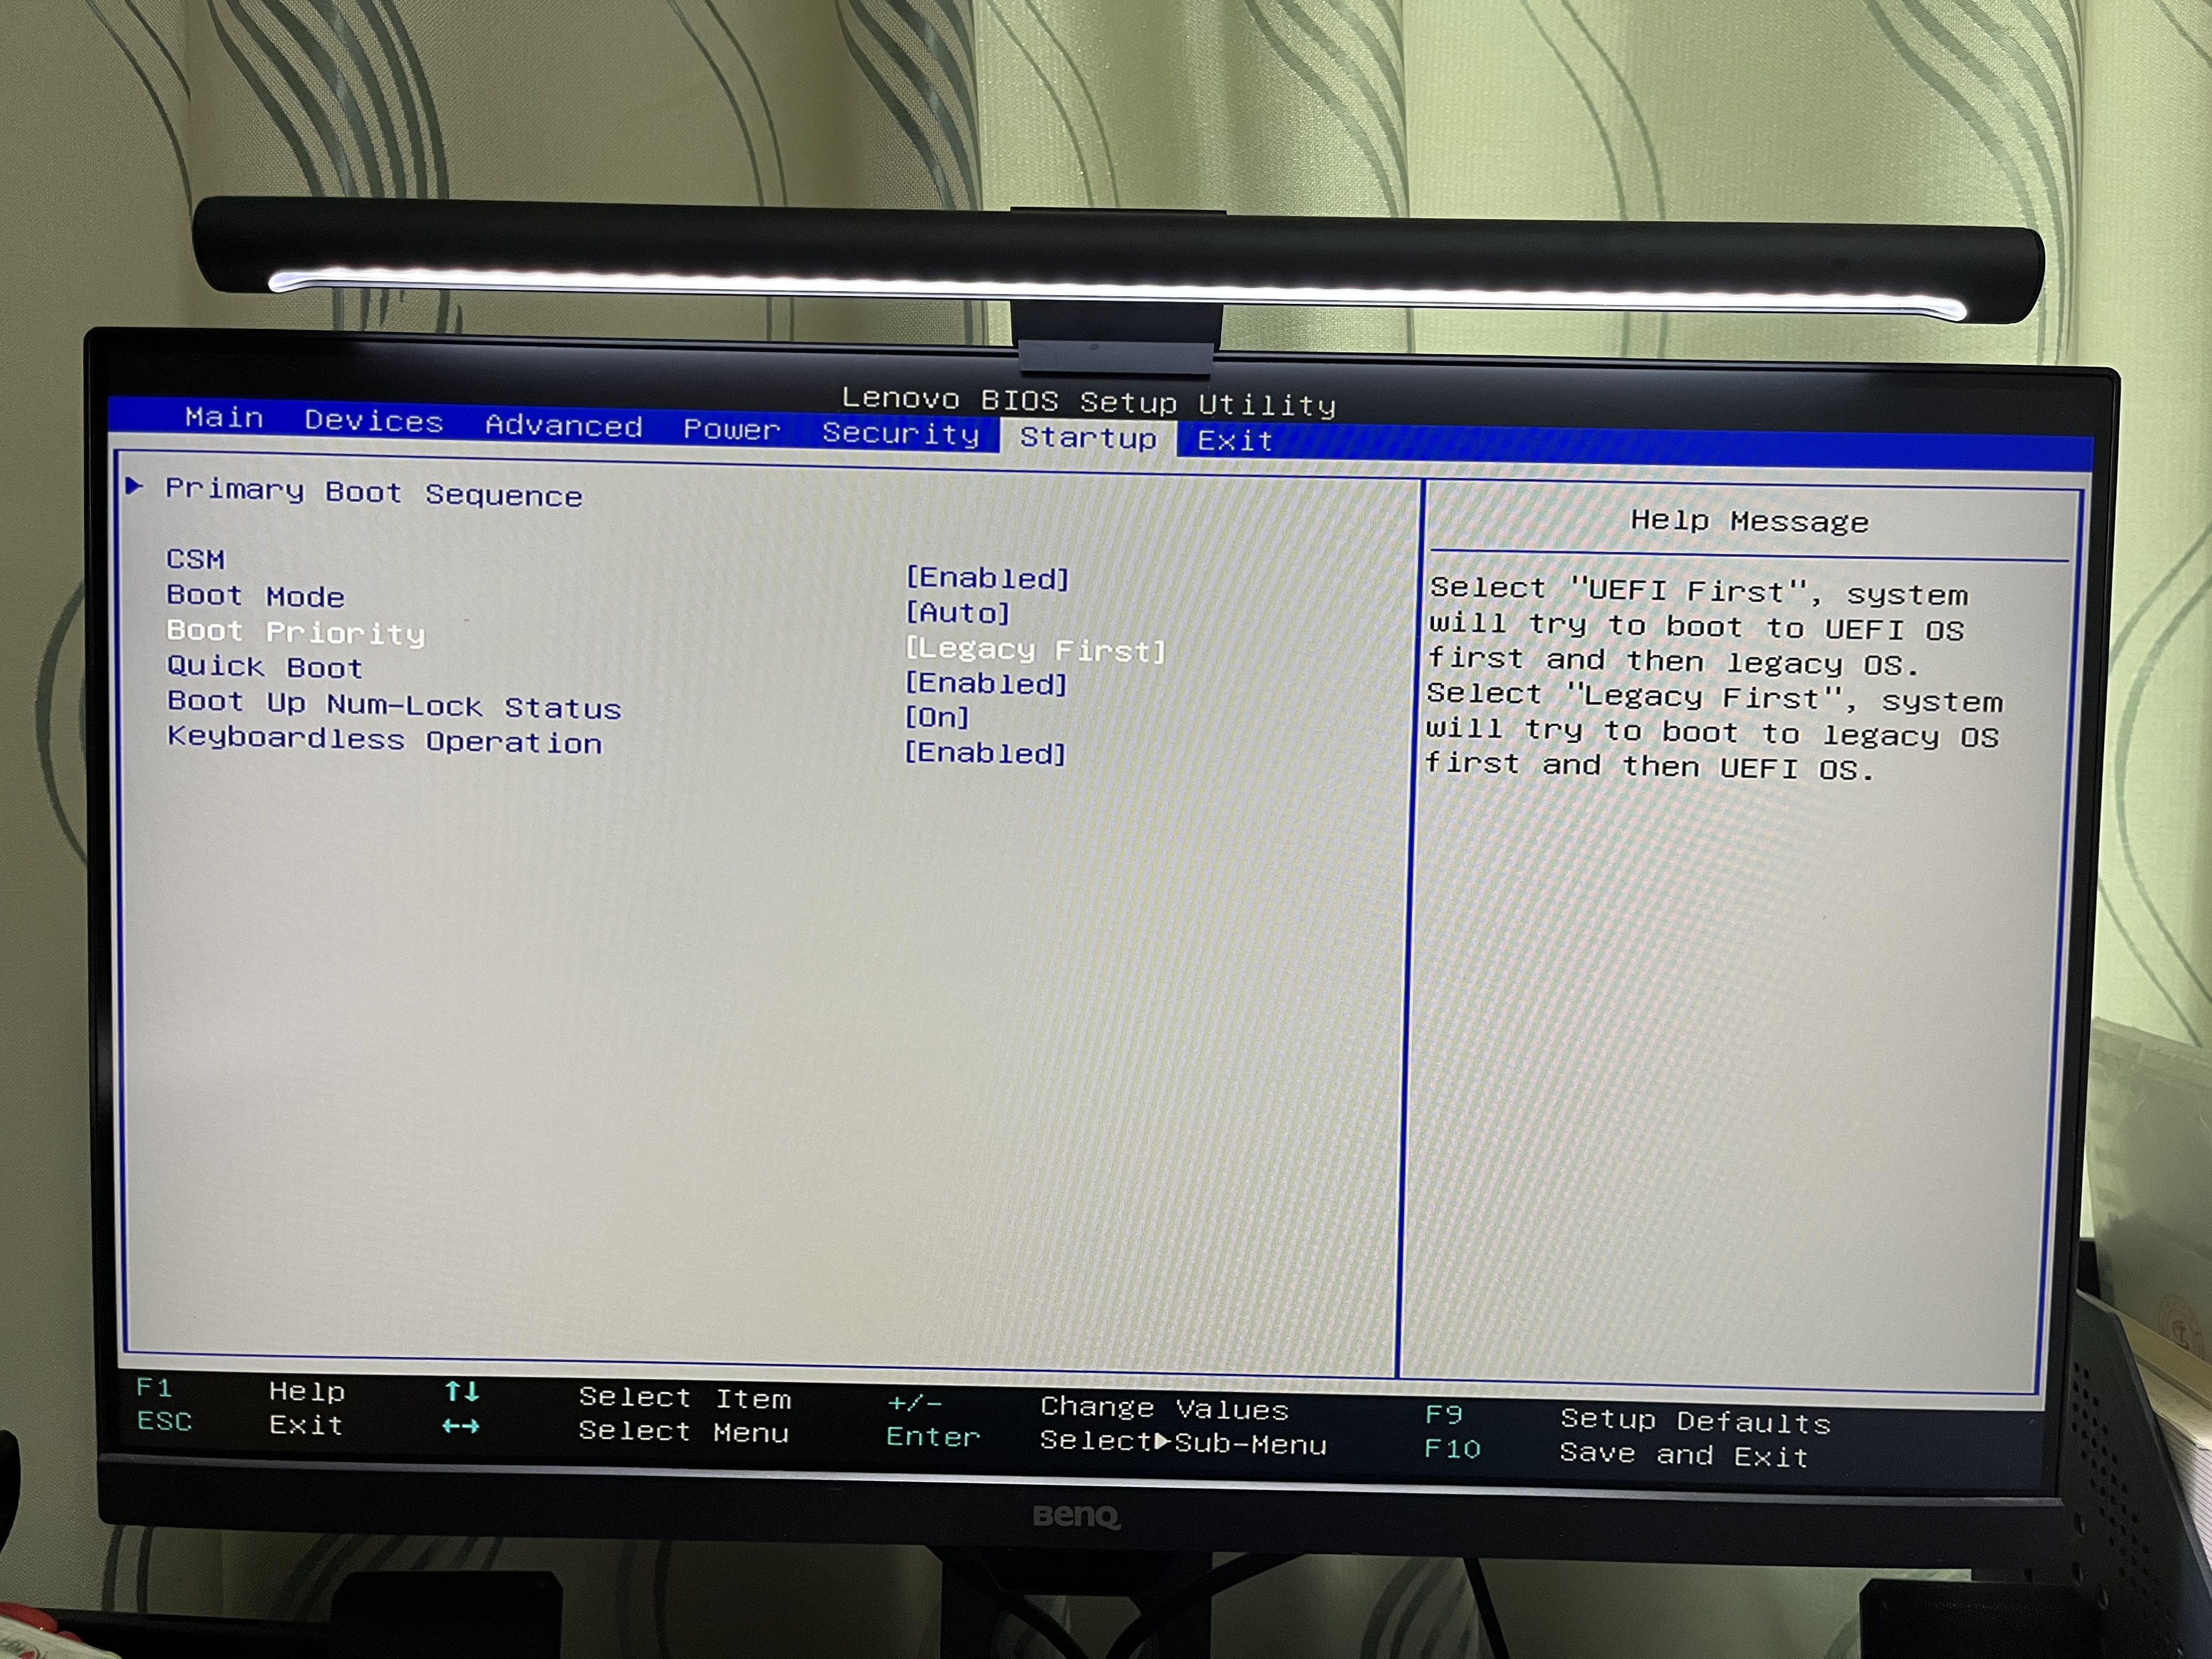 Lenovo BIOS Setup Utility
Main Devices Advanced Power Security Startup Exit
Primary Boot Sequence
CSM [Enabled]
Boot Mode [Auto]
Boot Priority [Legacy First]
Quick Boot [Enabled]
Boot Up Num-Lock Status [On]
Keyboardless Operation [Enabled]
Help Message
Select "UEFI First", system
will try to boot to UEFI OS
first and then legacy OS.
Select "Legacy First", system
will try to boot to legacy OS
first and then UEFI OS.
F1 Help ↑↓ Select Item +/- Change Values F9 Setup Defaults
ESC Exit ←→ Select Menu Enter Select▶Sub-Menu F10 Save and Exit
BenQ